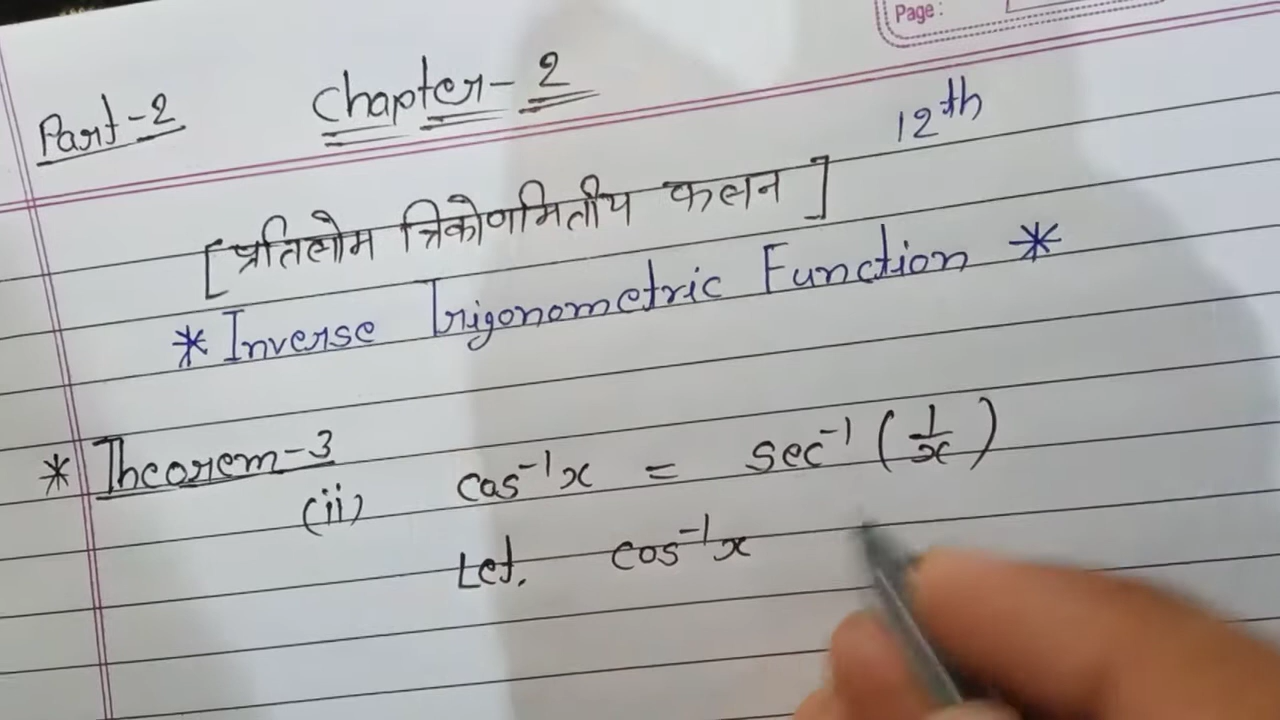 Page:
Part-2 Chapter-2
12th
[प्रतिलोम त्रिकोणमितीय कलन]
* Inverse Trigonometric Function *
* Theorem-3
(ii) cos⁻¹x = sec⁻¹(1/x)
Let. cos⁻¹x